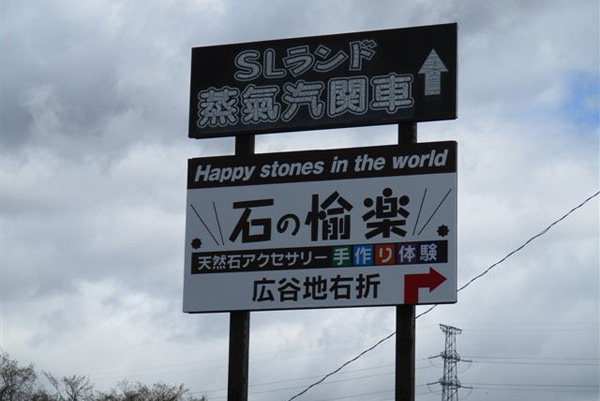 SLランド
蒸氣汽関車
Happy stones in the world
石の愉楽
天然石アクセサリー手作り体験
広谷地右折